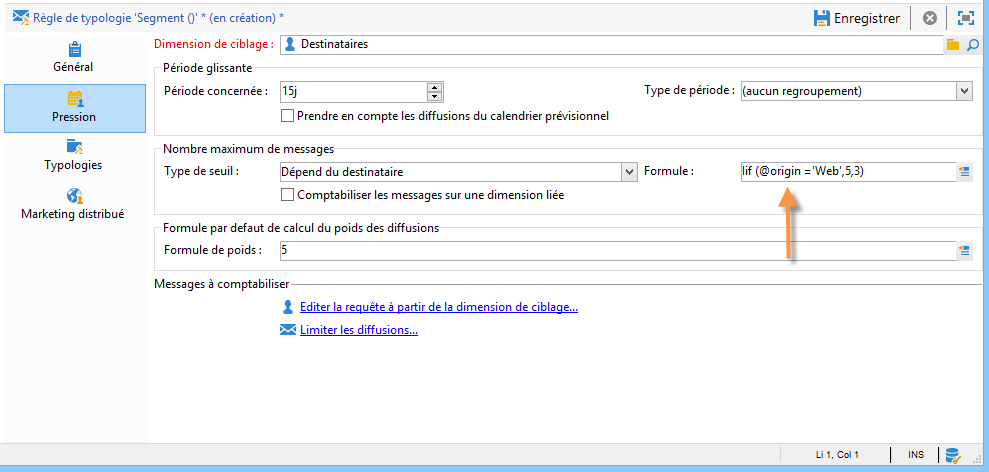 Règle de typologie 'Segment ()' * (en création) *
Enregistrer
Général
Pression
Typologies
Marketing distribué
Dimension de ciblage : Destinataires
Période glissante
Période concernée : 15j Type de période : (aucun regroupement)
Prendre en compte les diffusions du calendrier prévisionnel
Nombre maximum de messages
Type de seuil : Dépend du destinataire Formule : Iif (@origin ='Web',5,3)
Comptabiliser les messages sur une dimension liée
Formule par defaut de calcul du poids des diffusions
Formule de poids : 5
Messages à comptabiliser
Editer la requête à partir de la dimension de ciblage...
Limiter les diffusions...
Li 1, Col 1 INS